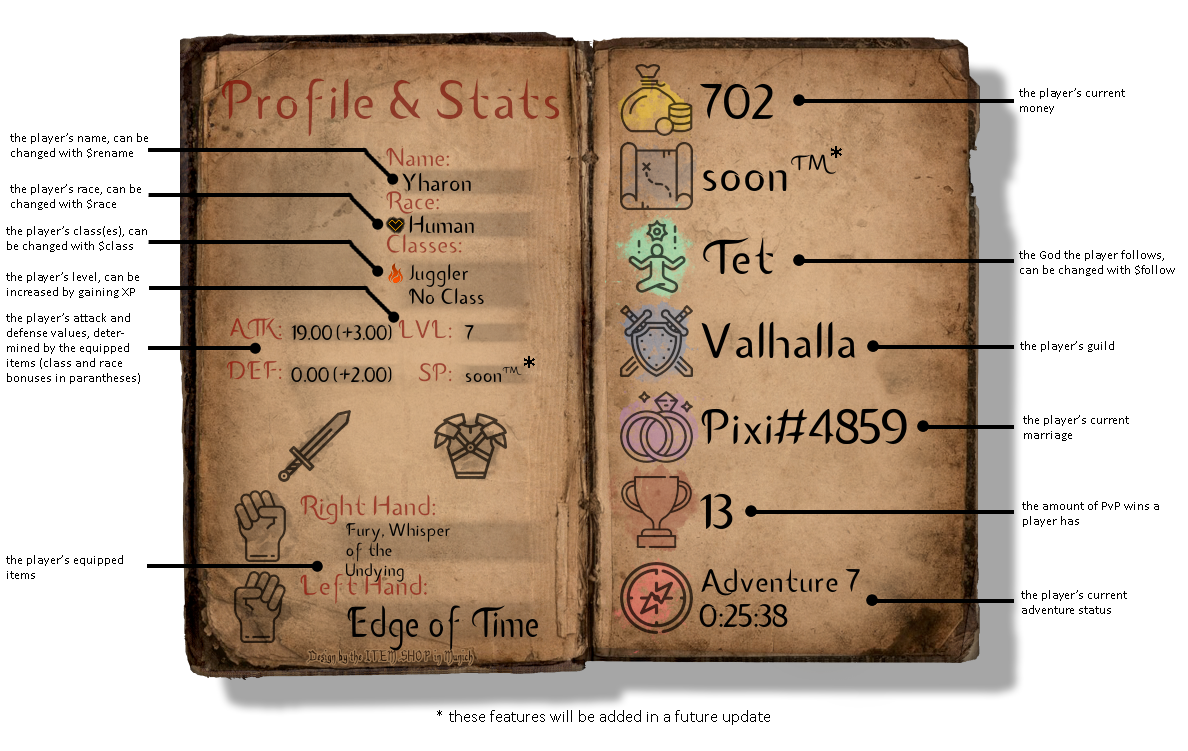 Profile & Stats
the player's name, can be
changed with $rename
Name:
Yharon
the player's race, can be
changed with $race
Race:
Human
the player's class(es), can
be changed with $class
Classes:
Juggler
No Class
the player's level, can be
increased by gaining XP
the player's attack and
defense values, deter-
mined by the equipped
items (class and race
bonuses in parantheses)
ATK: 19.00 (+3.00) LVL: 7
DEF: 0.00 (+2.00) SP: soon™*
Right Hand:
Fury, Whisper
of the
Undying
the player's equipped
items
Left Hand:
Edge of Time
Design by the ITEM SHOP in Munich
702
the player's current
money
soon™*
Tet
the God the player follows,
can be changed with $follow
Valhalla
the player's guild
Pixi#4859
the player's current
marriage
13
the amount of PvP wins a
player has
Adventure 7
0:25:38
the player's current
adventure status
* these features will be added in a future update